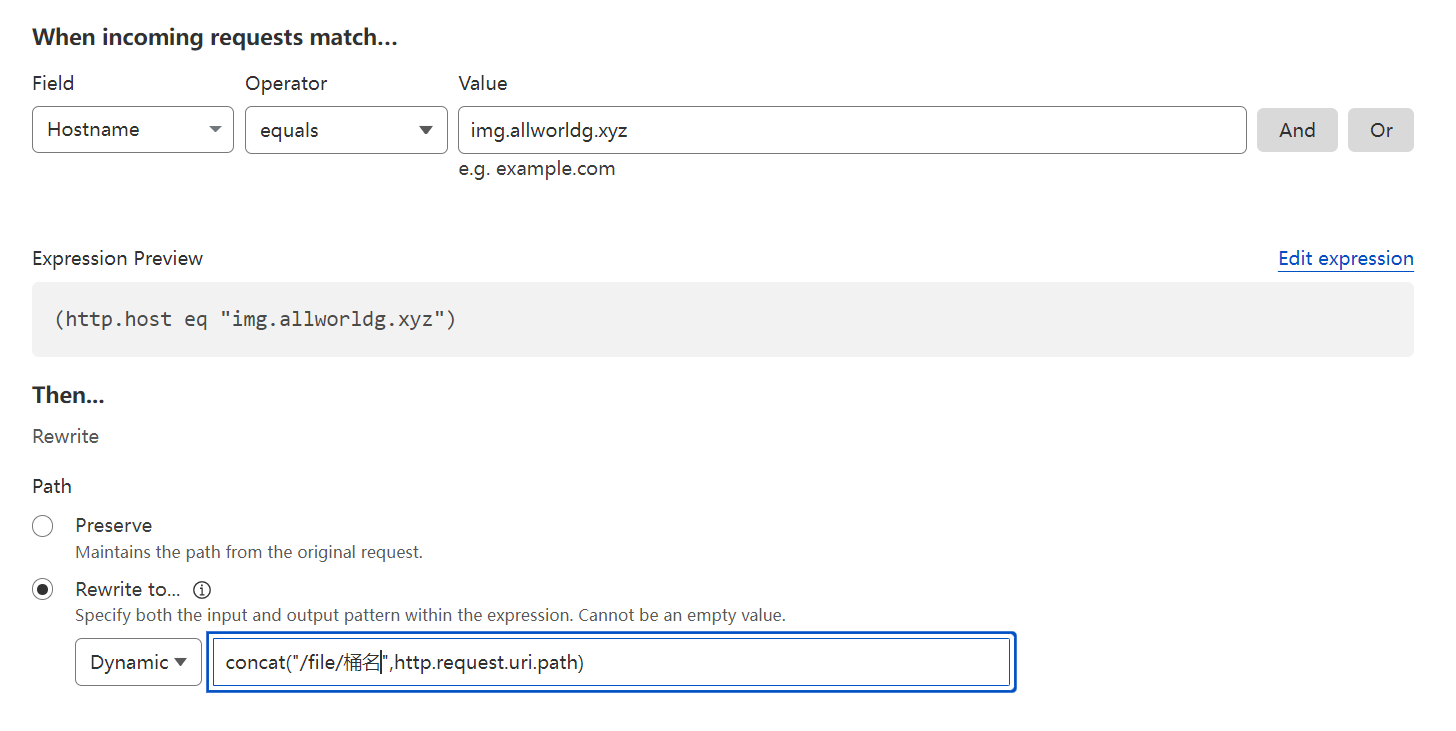 When incoming requests match...
Field Operator Value
Hostname equals img.allworldg.xyz And Or
e.g. example.com
Expression Preview Edit expression
(http.host eq "img.allworldg.xyz")
Then...
Rewrite
Path
Preserve
Maintains the path from the original request.
Rewrite to...
Specify both the input and output pattern within the expression. Cannot be an empty value.
Dynamic concat("/file/桶名",http.request.uri.path)